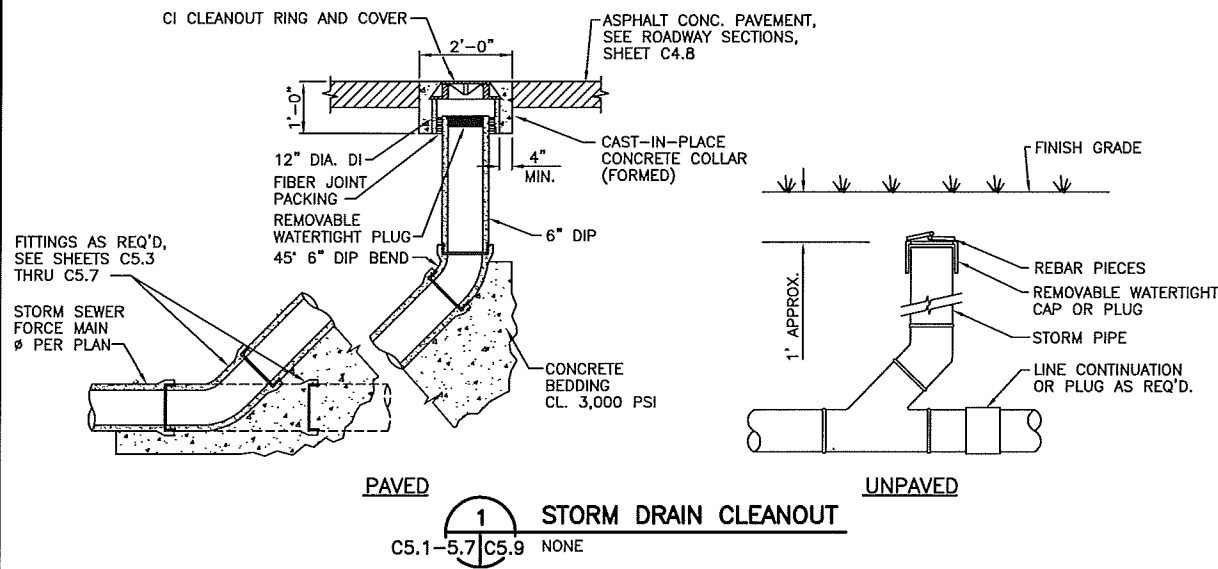 CI CLEANOUT RING AND COVER
2'-0"
ASPHALT CONC. PAVEMENT,
SEE ROADWAY SECTIONS,
SHEET C4.8
1'-0"
12" DIA. DI
FIBER JOINT
PACKING
REMOVABLE
WATERTIGHT PLUG
45° 6" DIP BEND
4"
MIN.
CAST-IN-PLACE
CONCRETE COLLAR
(FORMED)
6" DIP
FITTINGS AS REQ'D,
SEE SHEETS C5.3
THRU C5.7
STORM SEWER
FORCE MAIN
Ø PER PLAN
CONCRETE
BEDDING
CL. 3,000 PSI
PAVED
FINISH GRADE
1' APPROX.
REBAR PIECES
REMOVABLE WATERTIGHT
CAP OR PLUG
STORM PIPE
LINE CONTINUATION
OR PLUG AS REQ'D.
UNPAVED
1 STORM DRAIN CLEANOUT
C5.1-5.7 C5.9 NONE